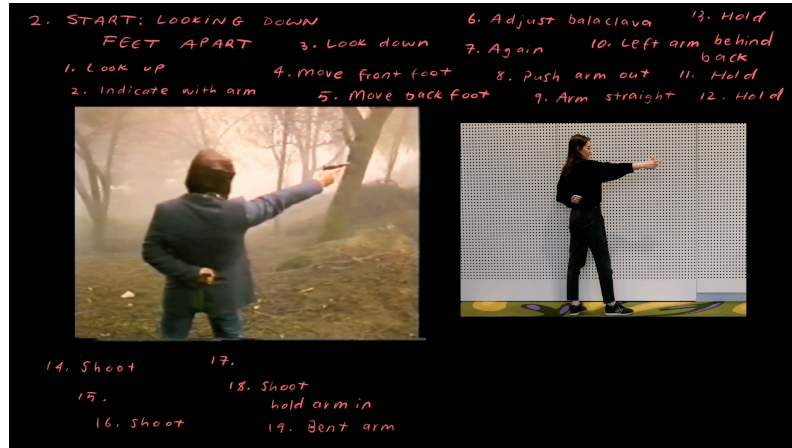 2. START: LOOKING DOWN
FEET APART
1. Look up
2. Indicate with arm
3. Look down
4. Move front foot
5. Move back foot
6. Adjust balaclava
7. Again
8. Push arm out
9. Arm straight
10. Left arm behind
back
11. Hold
12. Hold
13. Hold
14. Shoot
15.
16. Shoot
17.
18. Shoot
hold arm in
19. Bent arm